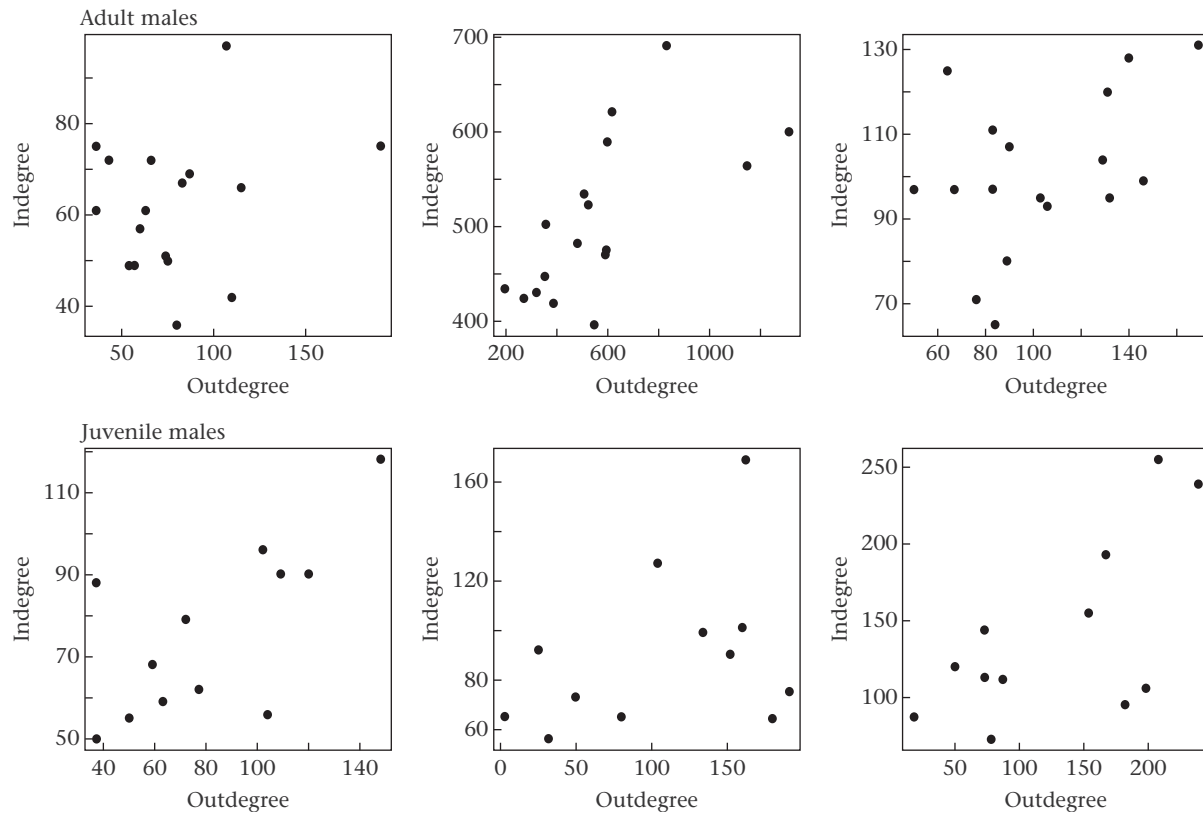 Adult males
Indegree
80
60
40
50 100 150
Outdegree
Indegree
700
600
500
400
200 600 1000
Outdegree
Indegree
130
110
90
70
60 80 100 140
Outdegree
Juvenile males
Indegree
110
90
70
50
40 60 80 100 140
Outdegree
Indegree
160
120
80
60
0 50 100 150
Outdegree
Indegree
250
200
150
100
50 100 150 200
Outdegree